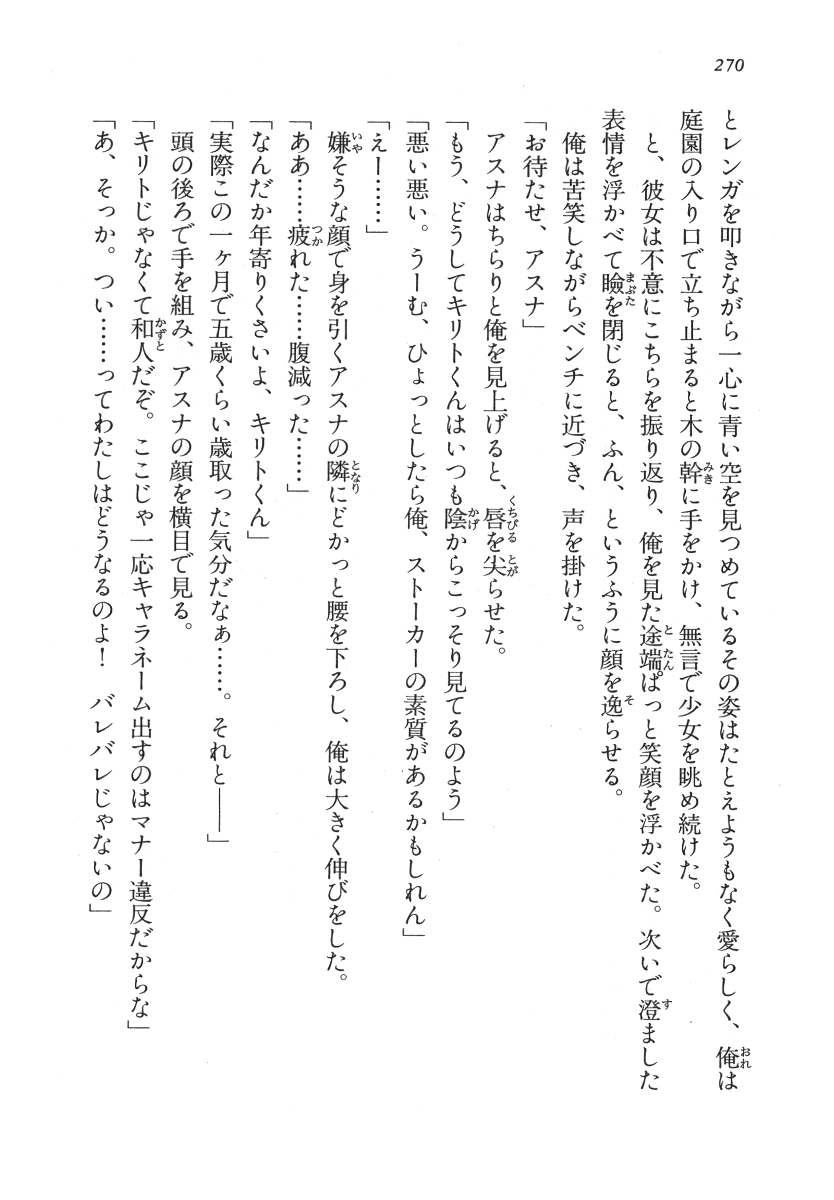 270
とレンガを叩きながら一心に青い空を見つめているその姿はたとえようもなく愛らしく、俺は
庭園の入り口で立ち止まると木の幹に手をかけ、無言で少女を眺め続けた。
と、彼女は不意にこちらを振り返り、俺を見た途端ぱっと笑顔を浮かべた。次いで澄ました
表情を浮かべて瞼を閉じると、ふん、というふうに顔を逸らせる。
俺は苦笑しながらベンチに近づき、声を掛けた。
「お待たせ、アスナ」
アスナはちらりと俺を見上げると、唇を尖らせた。
「もう、どうしてキリトくんはいつも陰からこっそり見てるのよう」
「悪い悪い。うーむ、ひょっとしたら俺、ストーカーの素質があるかもしれん」
「えー……」
嫌そうな顔で身を引くアスナの隣にどかっと腰を下ろし、俺は大きく伸びをした。
「ああ……疲れた……腹減った……」
「なんだか年寄りくさいよ、キリトくん」
「実際この一ヶ月で五歳くらい歳取った気分だなぁ……。それと――」
頭の後ろで手を組み、アスナの顔を横目で見る。
「キリトじゃなくて和人だぞ。ここじゃ一応キャラネーム出すのはマナー違反だからな」
「あ、そっか。つい……ってわたしはどうなるのよ！　バレバレじゃないの」